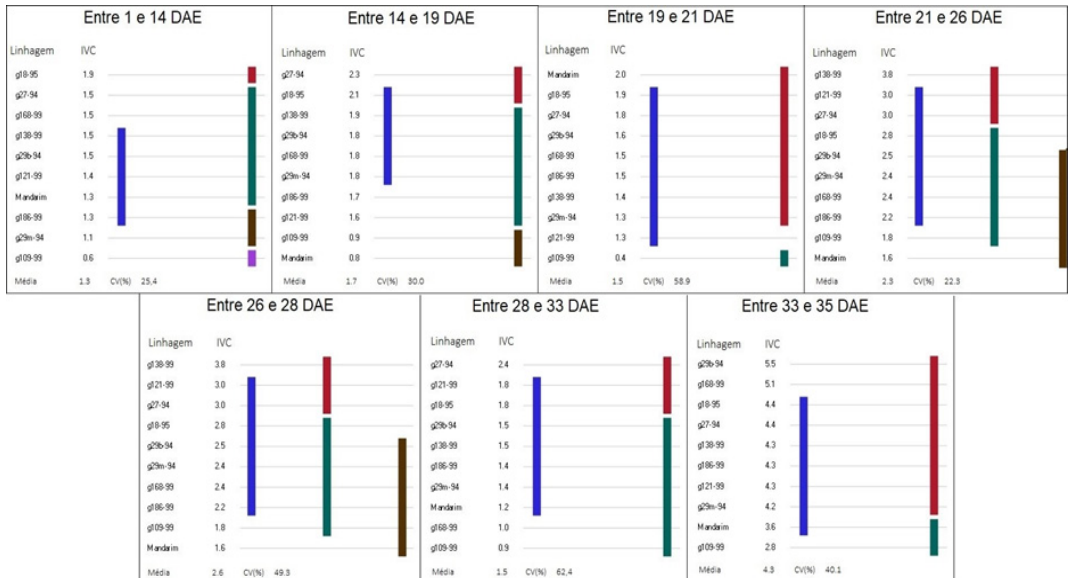 Entre 1 e 14 DAE
Linhagem IVC
g18-95 1.9
g27-94 1.5
g168-99 1.5
g138-99 1.5
g29b-94 1.5
g121-99 1.4
Mandarim 1.3
g186-99 1.3
g29m-94 1.1
g109-99 0.6
Média 1.3 CV(%) 25,4
Entre 14 e 19 DAE
Linhagem IVC
g27-94 2.3
g18-95 2.1
g138-99 1.9
g29b-94 1.8
g168-99 1.8
g29m-94 1.8
g186-99 1.7
g121-99 1.6
g109-99 0.9
Mandarim 0.8
Média 1.7 CV(%) 30.0
Entre 19 e 21 DAE
Linhagem IVC
Mandarim 2.0
g18-95 1.9
g27-94 1.8
g29b-94 1.6
g168-99 1.5
g186-99 1.5
g138-99 1.4
g29m-94 1.3
g121-99 1.3
g109-99 0.4
Média 1.5 CV(%) 58.9
Entre 21 e 26 DAE
Linhagem IVC
g138-99 3.8
g121-99 3.0
g27-94 3.0
g18-95 2.8
g29b-94 2.5
g29m-94 2.4
g168-99 2.4
g186-99 2.2
g109-99 1.8
Mandarim 1.6
Média 2.3 CV(%) 22.3
Entre 26 e 28 DAE
Linhagem IVC
g138-99 3.8
g121-99 3.0
g27-94 3.0
g18-95 2.8
g29b-94 2.5
g29m-94 2.4
g168-99 2.4
g186-99 2.2
g109-99 1.8
Mandarim 1.6
Média 2.6 CV(%) 49.3
Entre 28 e 33 DAE
Linhagem IVC
g27-94 2.4
g121-99 1.8
g18-95 1.8
g29b-94 1.5
g138-99 1.5
g186-99 1.4
g29m-94 1.4
Mandarim 1.2
g168-99 1.0
g109-99 0.9
Média 1.5 CV(%) 62,4
Entre 33 e 35 DAE
Linhagem IVC
g29b-94 5.5
g168-99 5.1
g18-95 4.4
g27-94 4.4
g138-99 4.3
g186-99 4.3
g121-99 4.3
g29m-94 4.2
Mandarim 3.6
g109-99 2.8
Média 4.3 CV(%) 40.1